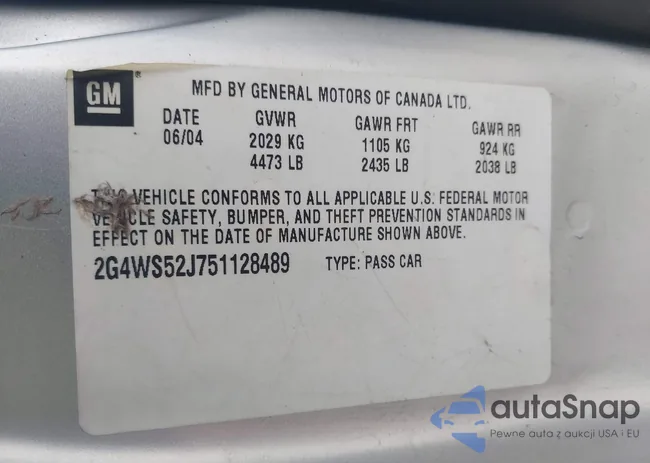 GM ®
MFD BY GENERAL MOTORS OF CANADA LTD.
DATE GVWR GAWR FRT GAWR RR
06/04 2029 KG 1105 KG 924 KG
4473 LB 2435 LB 2038 LB
THIS VEHICLE CONFORMS TO ALL APPLICABLE U.S. FEDERAL MOTOR
VEHICLE SAFETY, BUMPER, AND THEFT PREVENTION STANDARDS IN
EFFECT ON THE DATE OF MANUFACTURE SHOWN ABOVE.
2G4WS52J751128489 TYPE: PASS CAR
autaSnap
Pewne auta z aukcji USA i EU